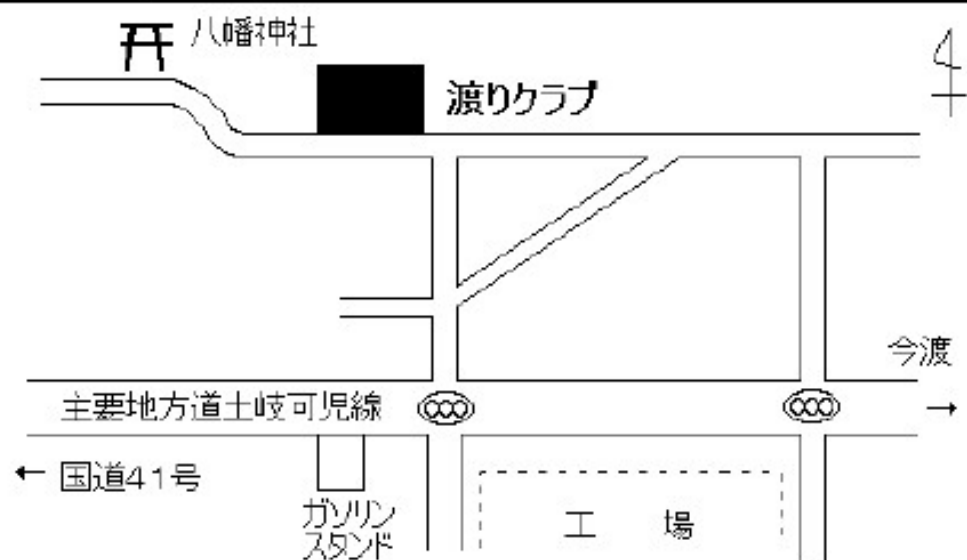 八幡神社
渡りクラブ
今渡
主要地方道土岐可児線
国道41号
ガソリン
スタンド
工場